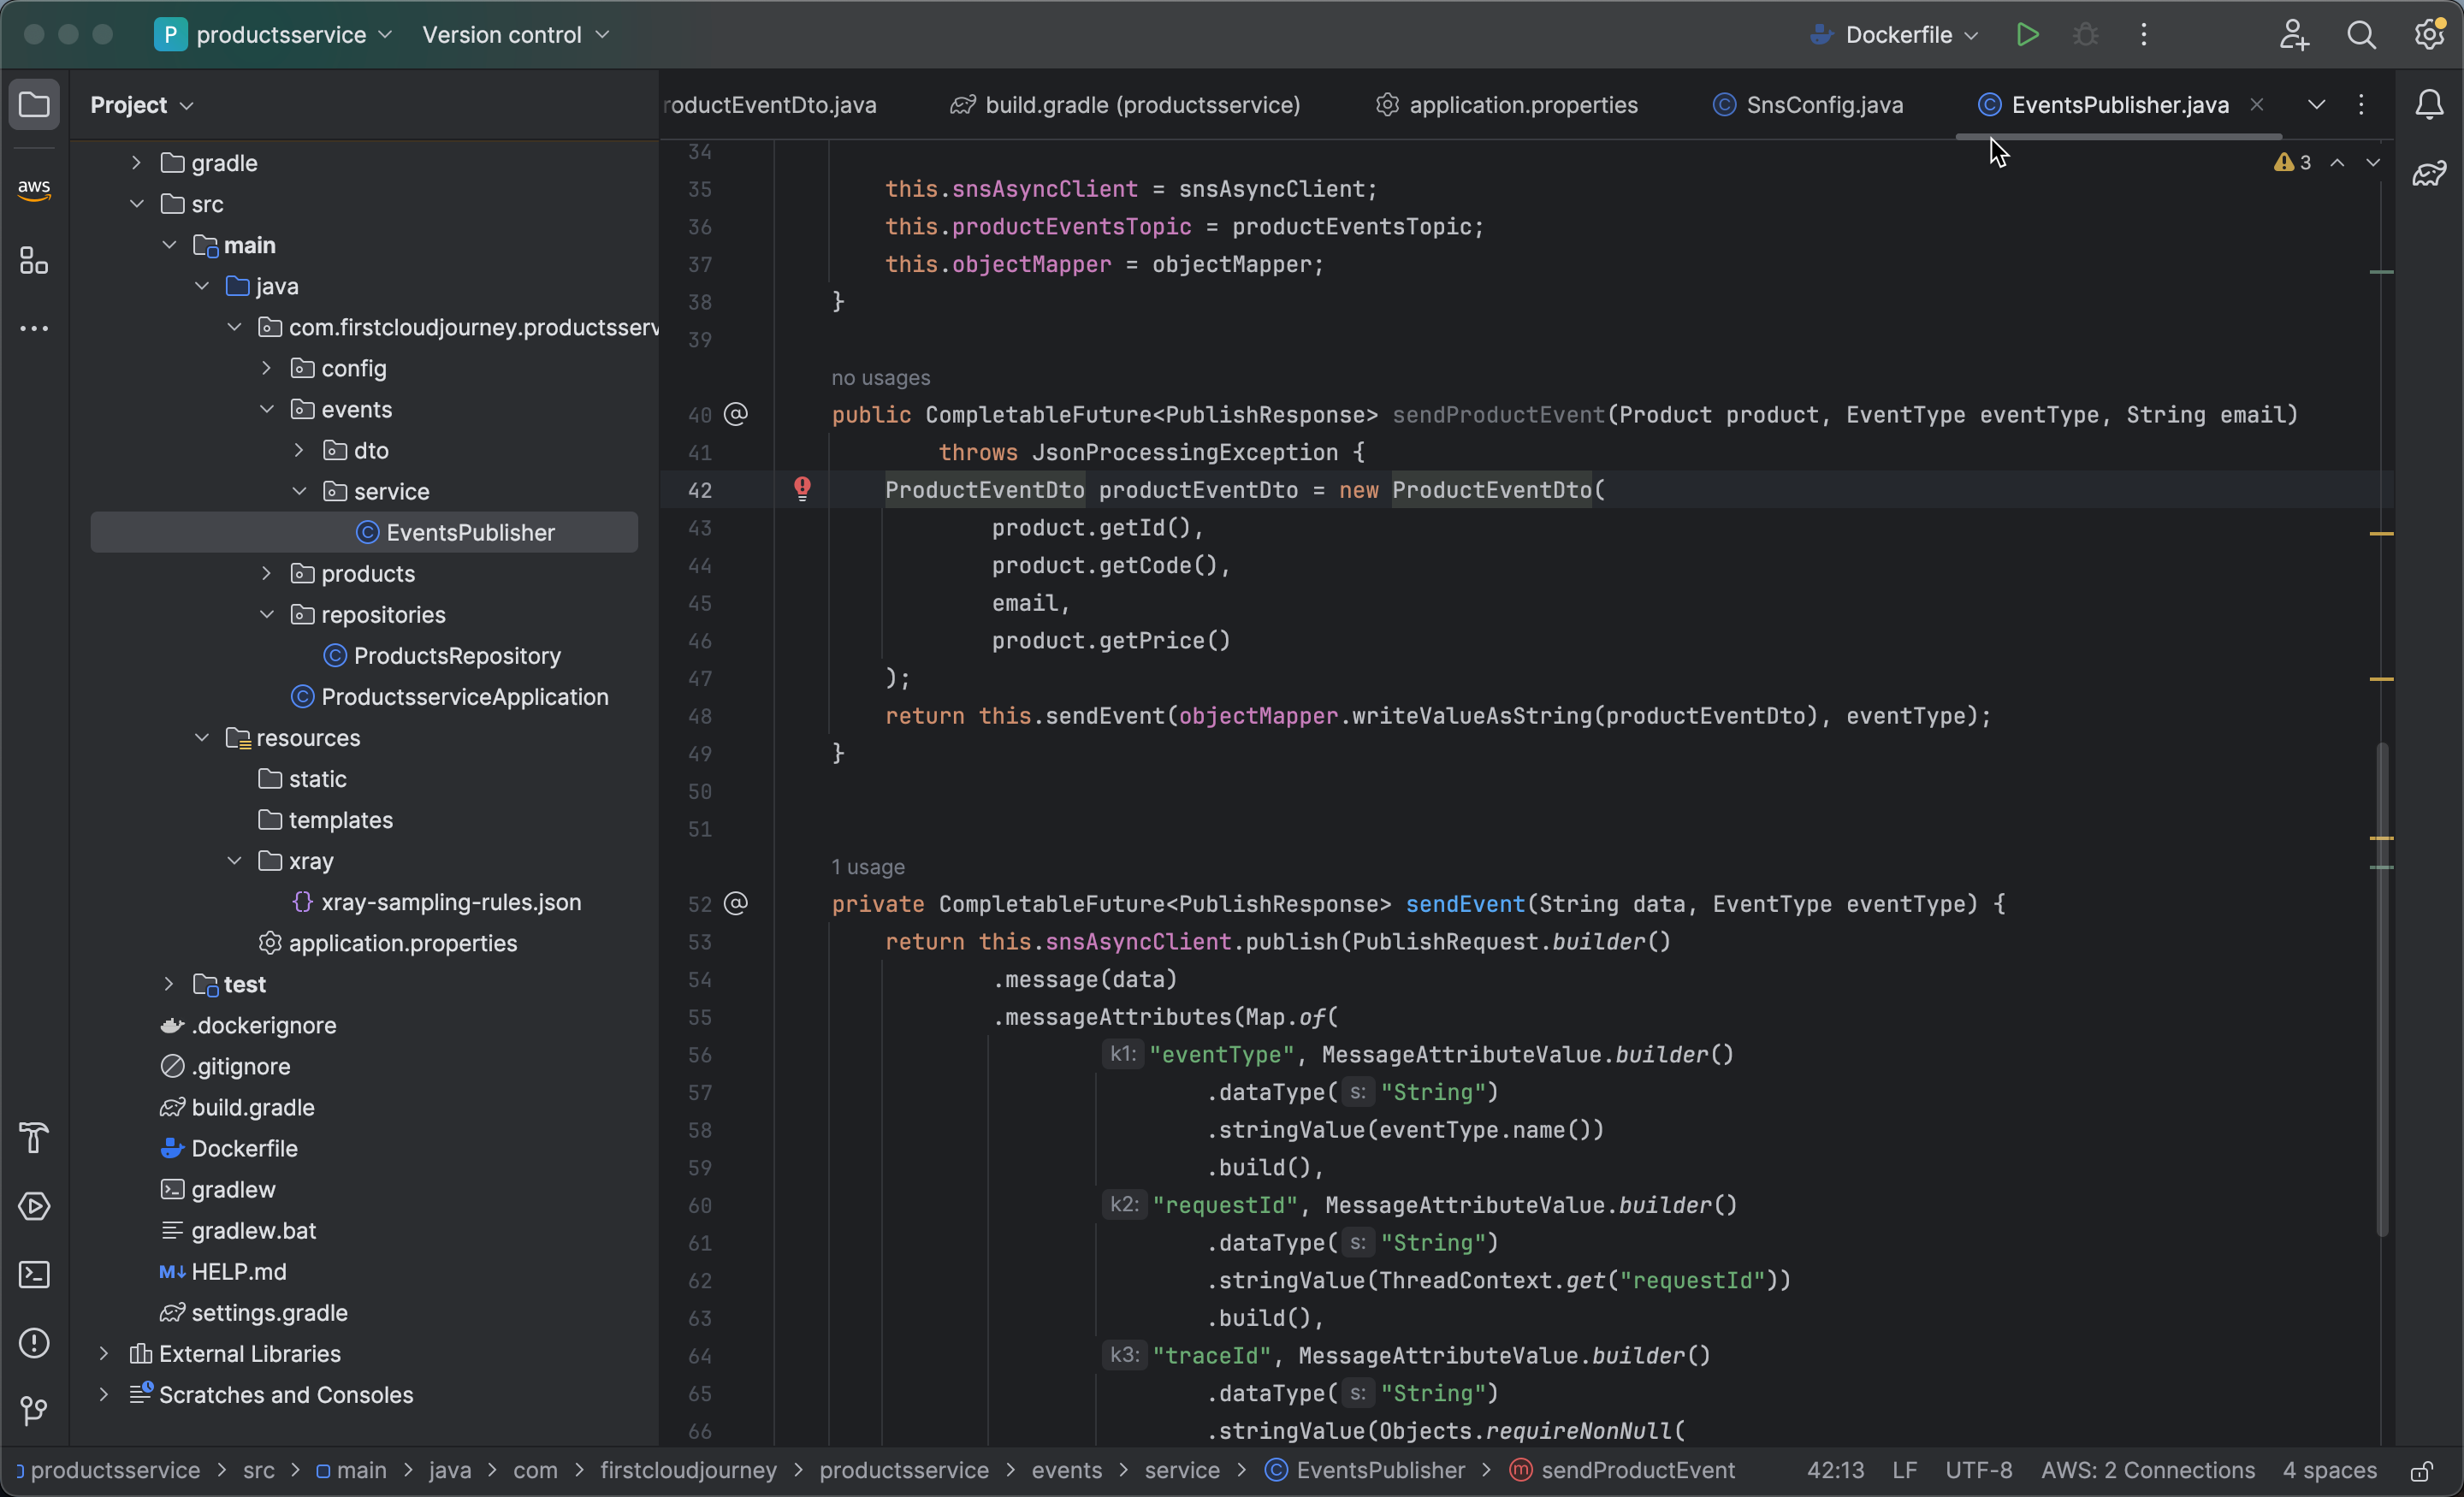 P productsservice Version control Dockerfile
Project
roductEventDto.java build.gradle (productsservice) application.properties SnsConfig.java EventsPublisher.java
aws
gradle
src
main
java
com.firstcloudjourney.productsserv
config
events
dto
service
EventsPublisher
products
repositories
ProductsRepository
ProductsserviceApplication
resources
static
templates
xray
xray-sampling-rules.json
application.properties
test
.dockerignore
.gitignore
build.gradle
Dockerfile
gradlew
gradlew.bat
M↓ HELP.md
settings.gradle
External Libraries
Scratches and Consoles
3
34
35 this.snsAsyncClient = snsAsyncClient;
36 this.productEventsTopic = productEventsTopic;
37 this.objectMapper = objectMapper;
38 }
39
no usages
40 @ public CompletableFuture<PublishResponse> sendProductEvent(Product product, EventType eventType, String email)
41 throws JsonProcessingException {
42 ProductEventDto productEventDto = new ProductEventDto(
43 product.getId(),
44 product.getCode(),
45 email,
46 product.getPrice()
47 );
48 return this.sendEvent(objectMapper.writeValueAsString(productEventDto), eventType);
49 }
50
51
1 usage
52 @ private CompletableFuture<PublishResponse> sendEvent(String data, EventType eventType) {
53 return this.snsAsyncClient.publish(PublishRequest.builder()
54 .message(data)
55 .messageAttributes(Map.of(
56 k1: "eventType", MessageAttributeValue.builder()
57 .dataType( s: "String")
58 .stringValue(eventType.name())
59 .build(),
60 k2: "requestId", MessageAttributeValue.builder()
61 .dataType( s: "String")
62 .stringValue(ThreadContext.get("requestId"))
63 .build(),
64 k3: "traceId", MessageAttributeValue.builder()
65 .dataType( s: "String")
66 .stringValue(Objects.requireNonNull(
productsservice > src > main > java > com > firstcloudjourney > productsservice > events > service > EventsPublisher > sendProductEvent 42:13 LF UTF-8 AWS: 2 Connections 4 spaces